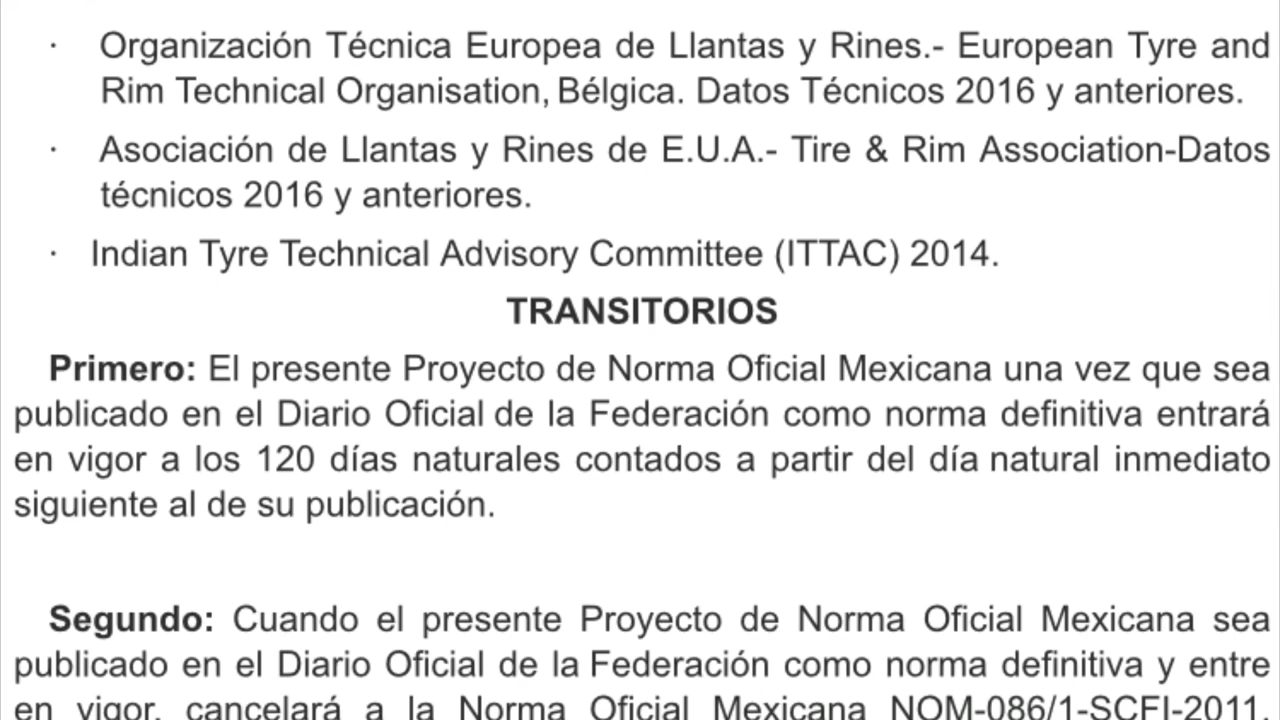 · Organización Técnica Europea de Llantas y Rines.- European Tyre and
Rim Technical Organisation, Bélgica. Datos Técnicos 2016 y anteriores.
· Asociación de Llantas y Rines de E.U.A.- Tire & Rim Association-Datos
técnicos 2016 y anteriores.
· Indian Tyre Technical Advisory Committee (ITTAC) 2014.
TRANSITORIOS
Primero: El presente Proyecto de Norma Oficial Mexicana una vez que sea
publicado en el Diario Oficial de la Federación como norma definitiva entrará
en vigor a los 120 días naturales contados a partir del día natural inmediato
siguiente al de su publicación.
Segundo: Cuando el presente Proyecto de Norma Oficial Mexicana sea
publicado en el Diario Oficial de la Federación como norma definitiva y entre
en vigor, cancelará a la Norma Oficial Mexicana NOM-086/1-SCFI-2011,